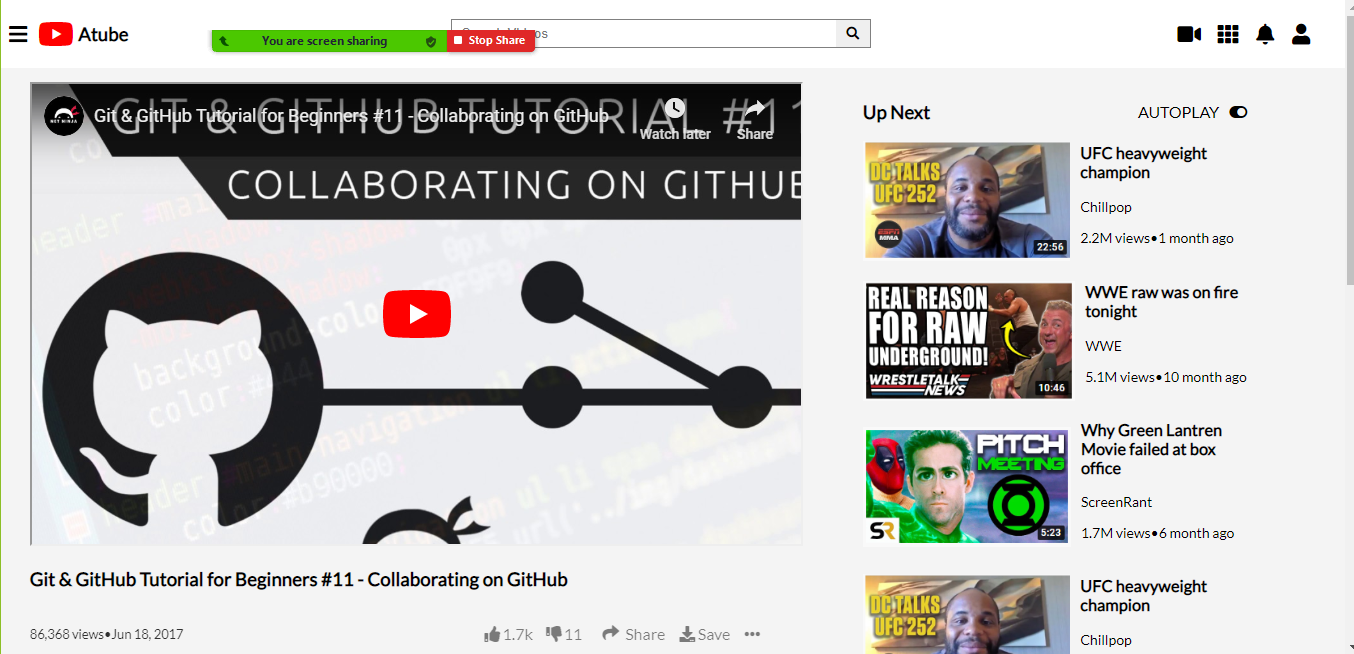 Atube
You are screen sharing
Stop Share
GIT & GITHUB TUTORIAL #11
Git & GitHub Tutorial for Beginners #11 - Collaborating on GitHub
NET NINJA
Watch later
Share
COLLABORATING ON GITHUB
Git & GitHub Tutorial for Beginners #11 - Collaborating on GitHub
86,368 views•Jun 18, 2017
1.7k
11
Share
Save
Up Next
AUTOPLAY
DC TALKS
UFC 252
ESPN
MMA
22:56
UFC heavyweight
champion
Chillpop
2.2M views•1 month ago
REAL REASON
FOR RAW
UNDERGROUND!
WRESTLETALK
NEWS
10:46
WWE raw was on fire
tonight
WWE
5.1M views•10 month ago
PITCH
MEETING
SR
5:23
Why Green Lantren
Movie failed at box
office
ScreenRant
1.7M views•6 month ago
DC TALKS
UFC 252
UFC heavyweight
champion
Chillpop